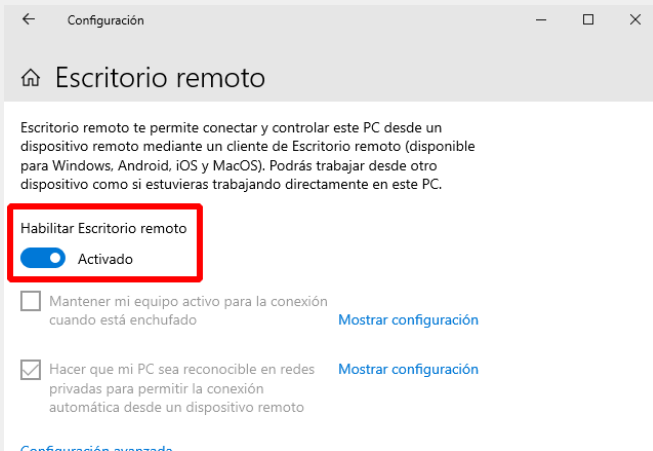 Configuración
Escritorio remoto
Escritorio remoto te permite conectar y controlar este PC desde un
dispositivo remoto mediante un cliente de Escritorio remoto (disponible
para Windows, Android, iOS y MacOS). Podrás trabajar desde otro
dispositivo como si estuvieras trabajando directamente en este PC.
Habilitar Escritorio remoto
Activado
Mantener mi equipo activo para la conexión
cuando está enchufado
Mostrar configuración
Hacer que mi PC sea reconocible en redes
privadas para permitir la conexión
automática desde un dispositivo remoto
Mostrar configuración
Configuración avanzada